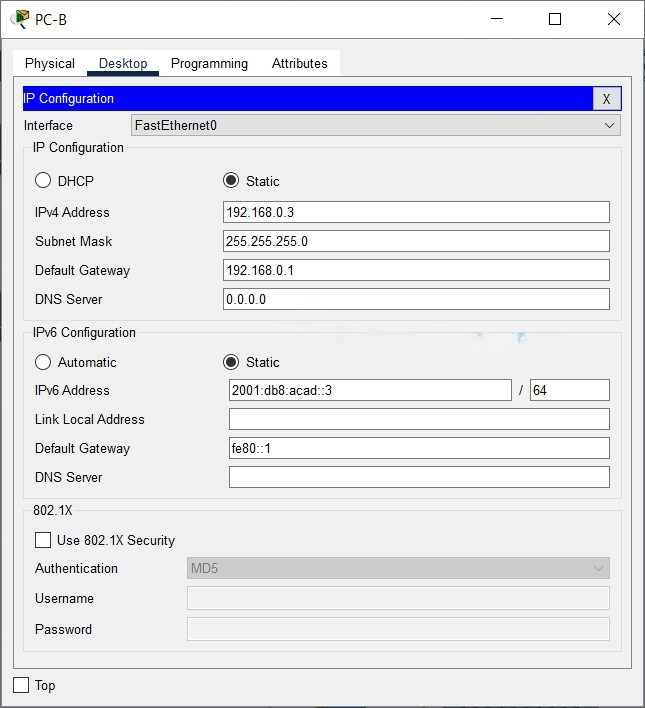 PC-B
Physical Desktop Programming Attributes
IP Configuration X
Interface FastEthernet0
IP Configuration
DHCP Static
IPv4 Address 192.168.0.3
Subnet Mask 255.255.255.0
Default Gateway 192.168.0.1
DNS Server 0.0.0.0
IPv6 Configuration
Automatic Static
IPv6 Address 2001:db8:acad::3 / 64
Link Local Address
Default Gateway fe80::1
DNS Server
802.1X
Use 802.1X Security
Authentication MD5
Username
Password
Top